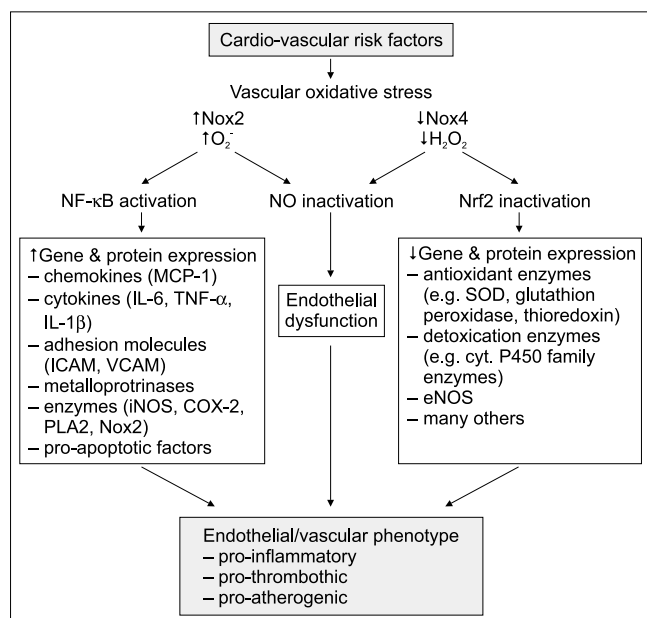 Cardio-vascular risk factors
Vascular oxidative stress
↑Nox2
↑O₂⁻
↓Nox4
↓H₂O₂
NF-κB activation
NO inactivation
Nrf2 inactivation
↑Gene & protein expression
– chemokines (MCP-1)
– cytokines (IL-6, TNF-α,
IL-1β)
– adhesion molecules
(ICAM, VCAM)
– metalloprotrinases
– enzymes (iNOS, COX-2,
PLA2, Nox2)
– pro-apoptotic factors
Endothelial
dysfunction
↓Gene & protein expression
– antioxidant enzymes
(e.g. SOD, glutathion
peroxidase, thioredoxin)
– detoxication enzymes
(e.g. cyt. P450 family
enzymes)
– eNOS
– many others
Endothelial/vascular phenotype
– pro-inflammatory
– pro-thrombothic
– pro-atherogenic